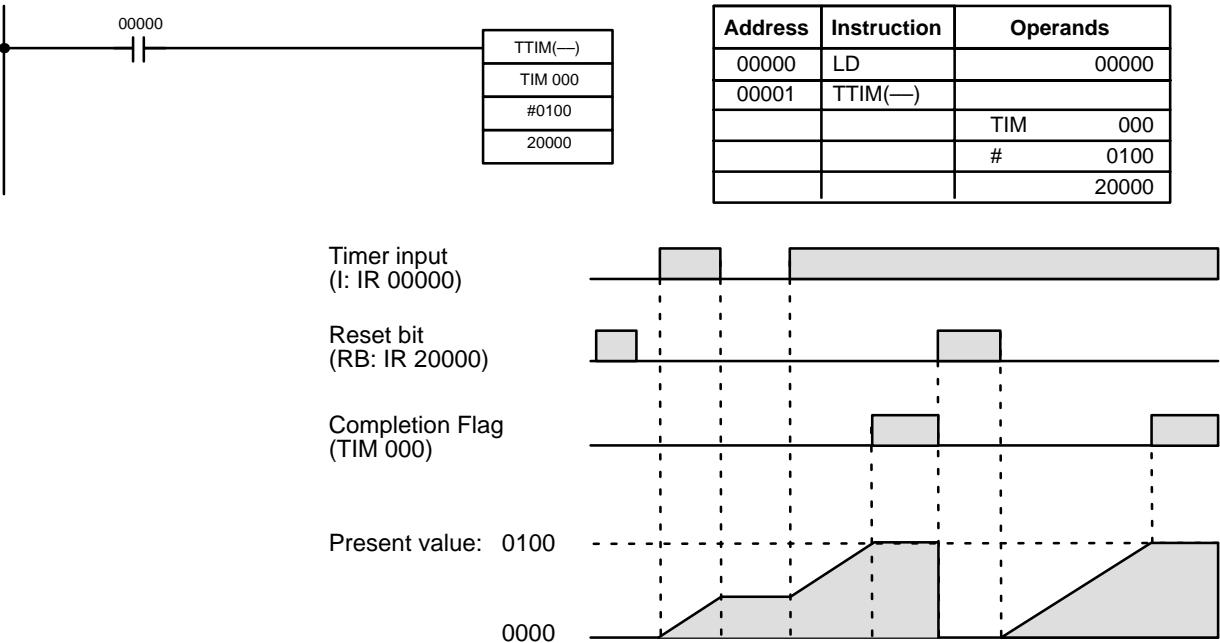 00000
TTIM(—)
TIM 000
#0100
20000
Address Instruction Operands
00000 LD 00000
00001 TTIM(—)
TIM 000
# 0100
20000
Timer input
(I: IR 00000)
Reset bit
(RB: IR 20000)
Completion Flag
(TIM 000)
Present value: 0100
0000